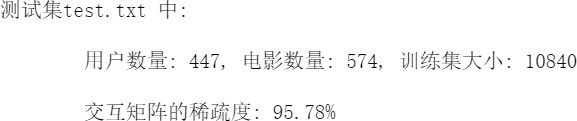 测试集test.txt 中:
用户数量: 447, 电影数量: 574, 训练集大小: 10840
交互矩阵的稀疏度: 95.78%